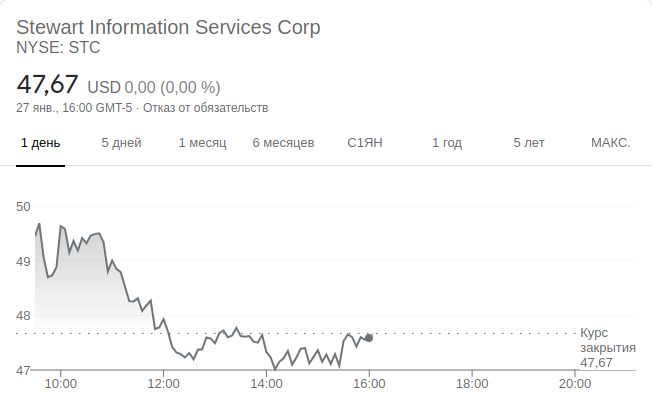 Stewart Information Services Corp
NYSE: STC
47,67 USD 0,00 (0,00 %)
27 янв., 16:00 GMT-5 · Отказ от обязательств
1 день 5 дней 1 месяц 6 месяцев С1ЯН 1 год 5 лет МАКС.
50
49
48
47
Курс
закрытия
47,67
10:00 12:00 14:00 16:00 18:00 20:00